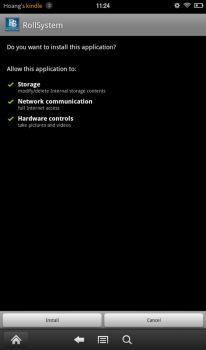 Hoang's kindle
11:24
RollSystem
Do you want to install this application?
Allow this application to:
Storage
modify/delete Internal storage contents
Network communication
full Internet access
Hardware controls
take pictures and videos
Install
Cancel